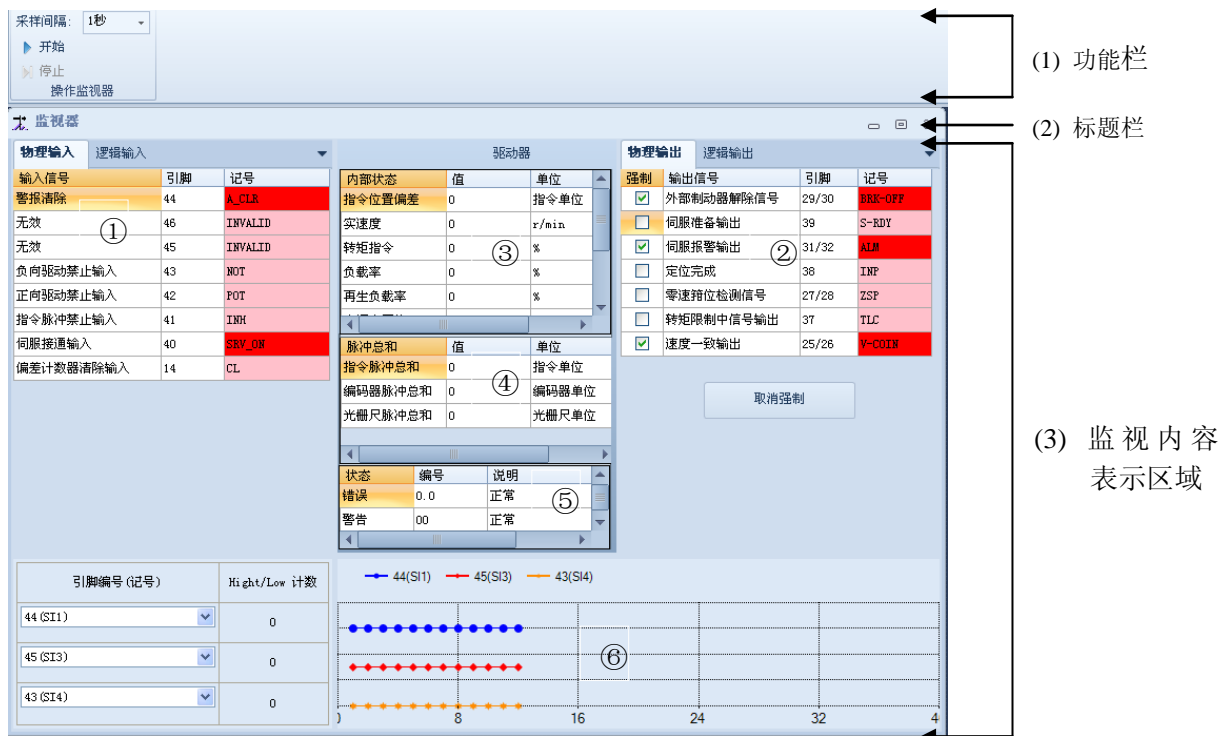 采样间隔: 1秒
开始
停止
操作监视器
(1) 功能栏
监视器
(2) 标题栏
物理输入 逻辑输入
输入信号 引脚 记号
警报清除 44 A_CLR
无效 46 INVALID
无效 45 INVALID
负向驱动禁止输入 43 NOT
正向驱动禁止输入 42 POT
指令脉冲禁止输入 41 INH
伺服接通输入 40 SRV_ON
偏差计数器清除输入 14 CL
①
驱动器
内部状态 值 单位
指令位置偏差 0 指令单位
实速度 0 r/min
转矩指令 0 %
负载率 0 %
再生负载率 0 %
③
脉冲总和 值 单位
指令脉冲总和 0 指令单位
编码器脉冲总和 0 编码器单位
光栅尺脉冲总和 0 光栅尺单位
④
状态 编号 说明
错误 0.0 正常
警告 00 正常
⑤
物理输出 逻辑输出
强制 输出信号 引脚 记号
外部制动器解除信号 29/30 BRK-OFF
伺服准备输出 39 S-RDY
伺服报警输出 31/32 ALM
定位完成 38 INP
零速箝位检测信号 27/28 ZSP
转矩限制中信号输出 37 TLC
速度一致输出 25/26 V-COIN
②
取消强制
(3) 监视内容
表示区域
引脚编号(记号) Hight/Low 计数
44(SI1) 0
45(SI3) 0
43(SI4) 0
44(SI1) 45(SI3) 43(SI4)
⑥
0 8 16 24 32 4